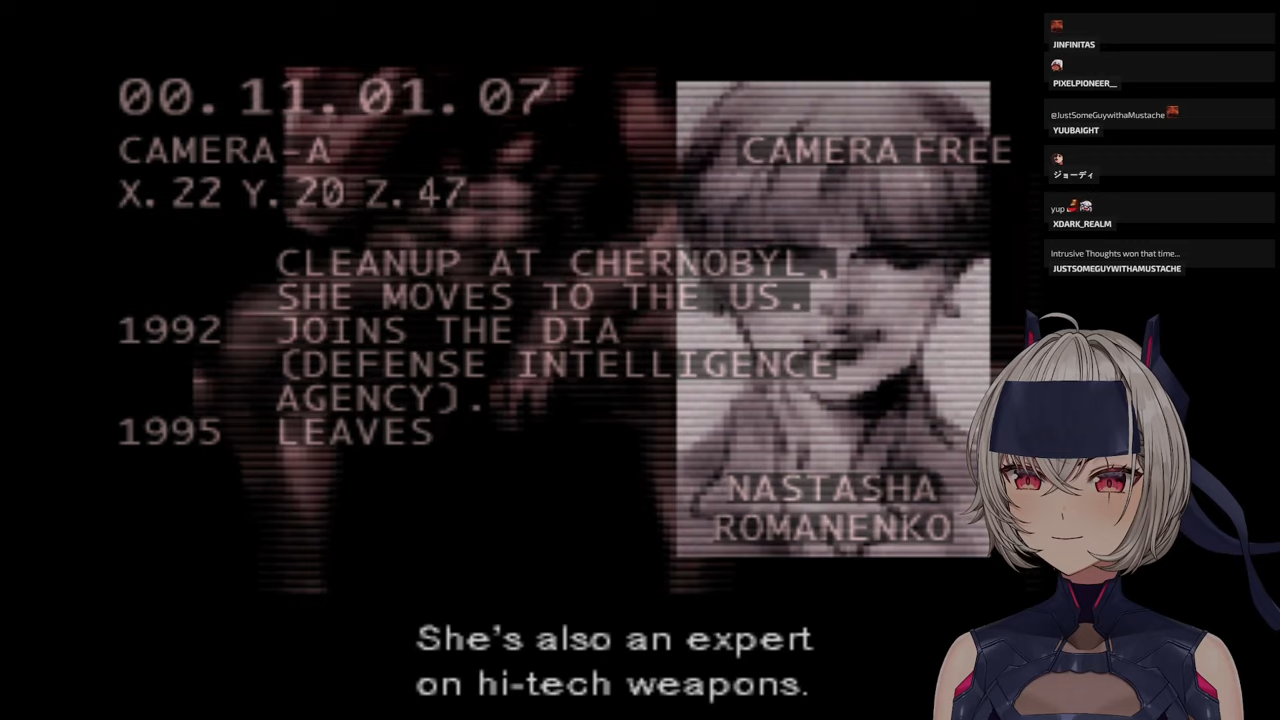 00.11.01.07
CAMERA-A
X.22 Y.20 Z.47
CAMERA FREE
CLEANUP AT CHERNOBYL,
SHE MOVES TO THE US.
1992 JOINS THE DIA
(DEFENSE INTELLIGENCE
AGENCY).
1995 LEAVES
NASTASHA
ROMANENKO
She's also an expert
on hi-tech weapons.
JINFINITAS
PIXELPIONEER__
@JustSomeGuywithaMustache
YUUBAIGHT
ジョーディ
yup
XDARK_REALM
Intrusive Thoughts won that time...
JUSTSOMEGUYWITHAMUSTACHE